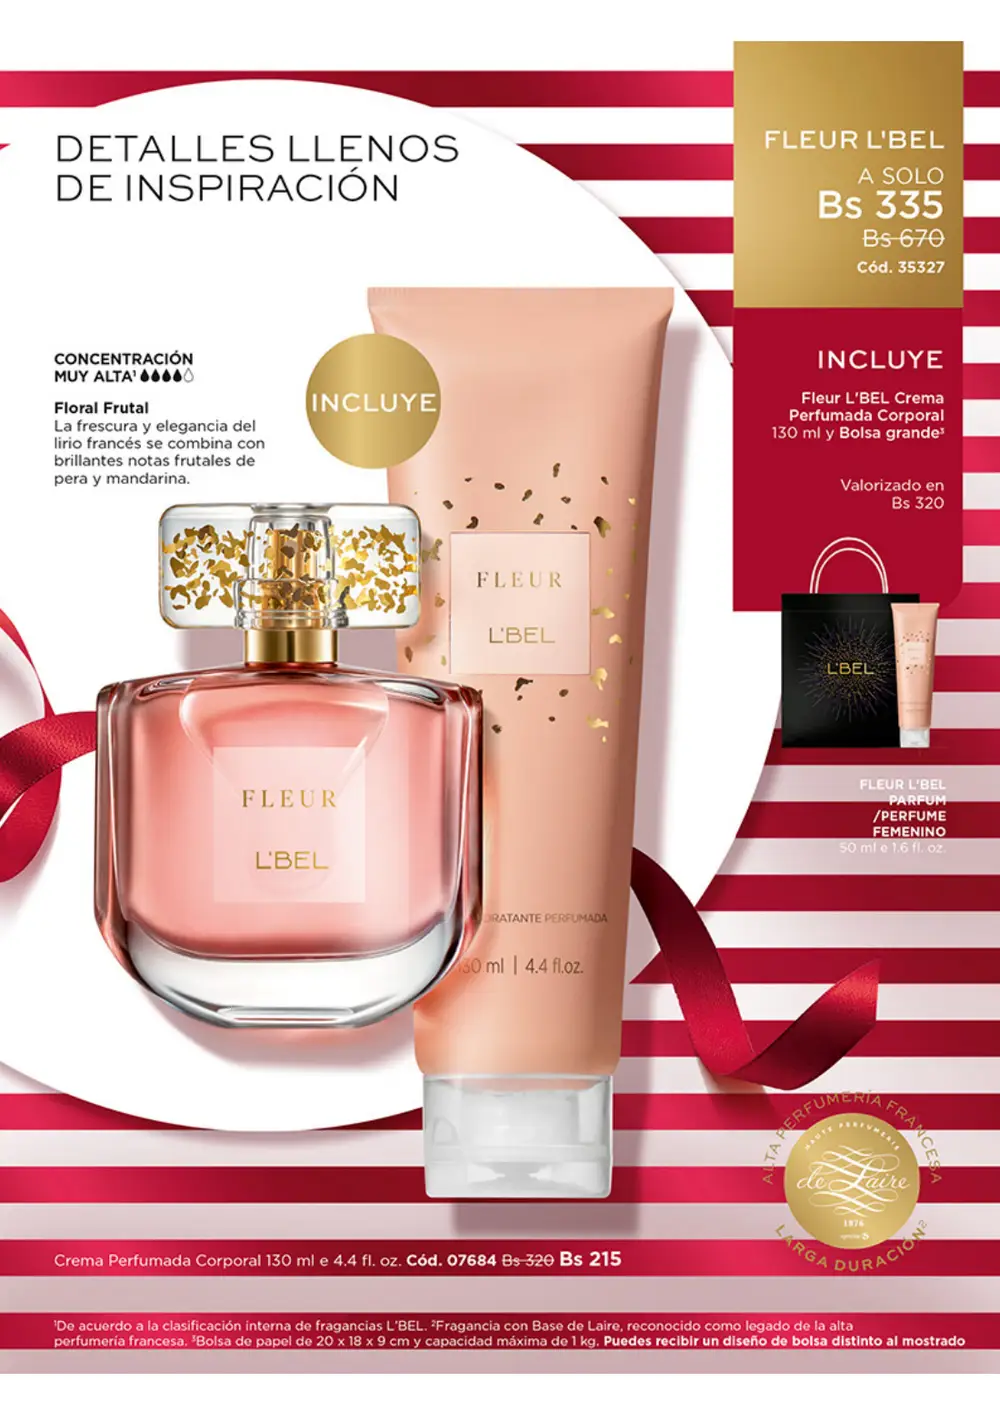 DETALLES LLENOS
DE INSPIRACIÓN
FLEUR L'BEL
A SOLO
Bs 335
Bs 670
Cód. 35327
CONCENTRACIÓN
MUY ALTA¹
Floral Frutal
La frescura y elegancia del
lirio francés se combina con
brillantes notas frutales de
pera y mandarina.
INCLUYE
INCLUYE
Fleur L'BEL Crema
Perfumada Corporal
130 ml y Bolsa grande³
Valorizado en
Bs 320
FLEUR
L'BEL
FLEUR
L'BEL
DRATANTE PERFUMADA
130 ml | 4.4 fl.oz.
L'BEL
FLEUR L'BEL
PARFUM
/PERFUME
FEMENINO
50 ml e 1.6 fl. oz.
ALTA PERFUMERÍA FRANCESA
HAUTE PERFUMERIE
de Laire
1876
LARGA DURACIÓN²
Crema Perfumada Corporal 130 ml e 4.4 fl. oz. Cód. 07684 Bs 320 Bs 215
¹De acuerdo a la clasificación interna de fragancias L'BEL. ²Fragancia con Base de Laire, reconocido como legado de la alta
perfumería francesa. ³Bolsa de papel de 20 x 18 x 9 cm y capacidad máxima de 1 kg. Puedes recibir un diseño de bolsa distinto al mostrado